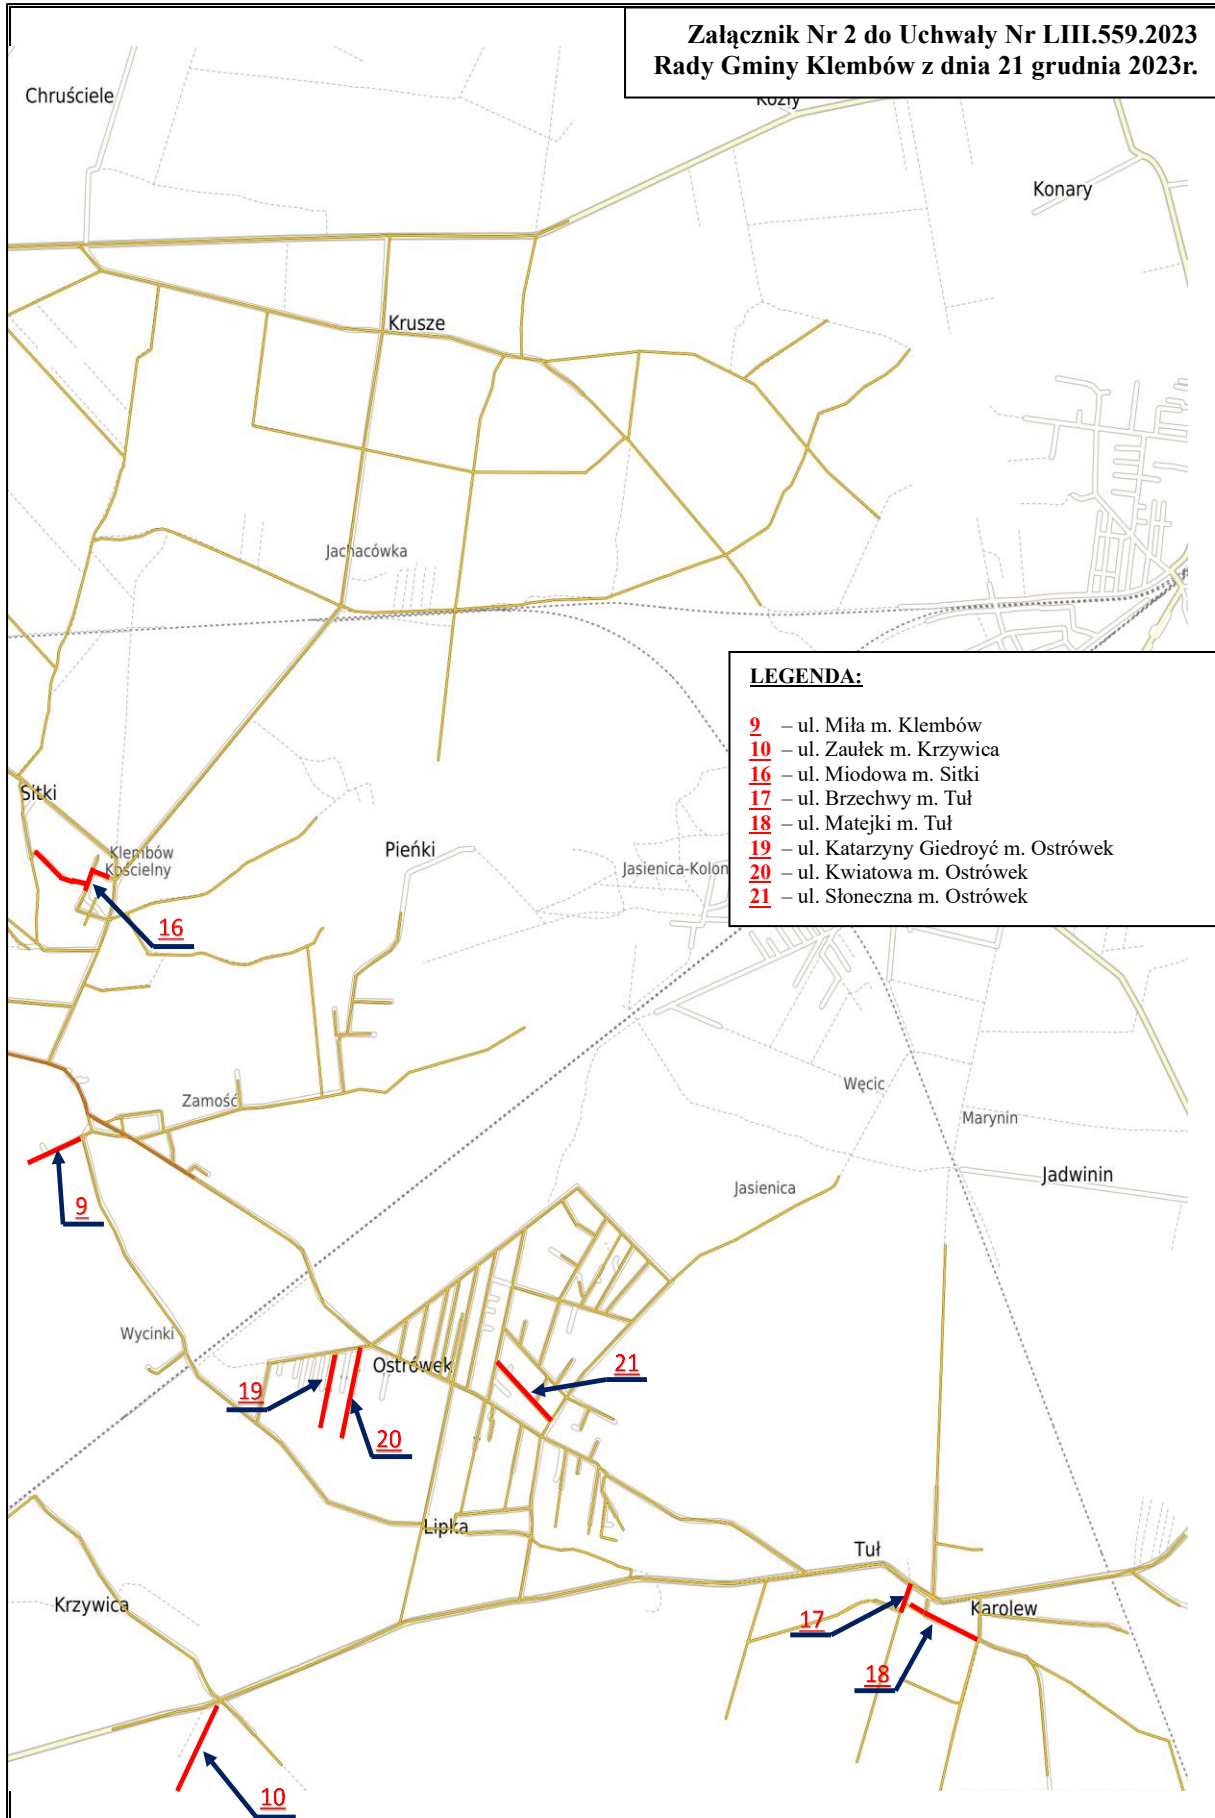 Załącznik Nr 2 do Uchwały Nr LIII.559.2023
Rady Gminy Klembów z dnia 21 grudnia 2023r.
Chruściele
Kozły
Konary
Krusze
Jachacówka
LEGENDA:
9 – ul. Miła m. Klembów
10 – ul. Zaułek m. Krzywica
16 – ul. Miodowa m. Sitki
17 – ul. Brzechwy m. Tuł
18 – ul. Matejki m. Tuł
19 – ul. Katarzyny Giedroyć m. Ostrówek
20 – ul. Kwiatowa m. Ostrówek
21 – ul. Słoneczna m. Ostrówek
Sitki
Klembów
Kościelny
Pieńki
Jasienica-Kolon
16
Węcic
Zamość
Marynin
Jadwinin
Jasienica
9
Wycinki
Ostrówek
21
19
20
Lipka
Tuł
Krzywica
Karolew
17
18
10